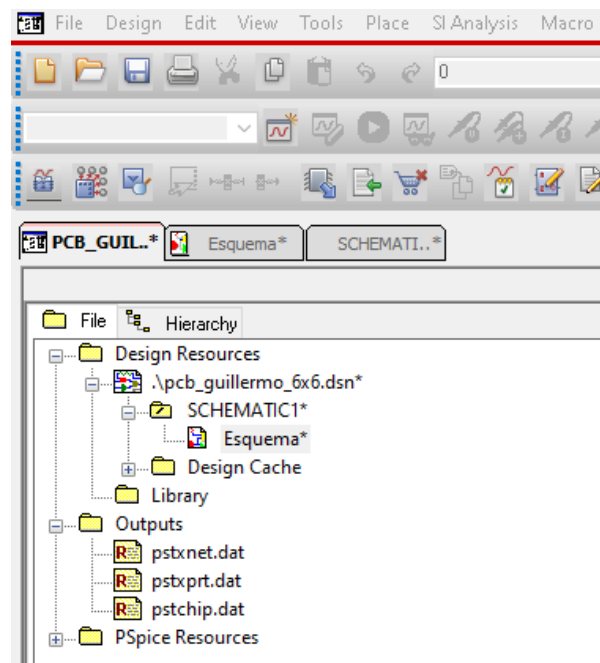 File Design Edit View Tools Place SI Analysis Macro
0
PCB_GUIL..* Esquema* SCHEMATI..*
File Hierarchy
Design Resources
.\pcb_guillermo_6x6.dsn*
SCHEMATIC1*
Esquema*
Design Cache
Library
Outputs
pstxnet.dat
pstxprt.dat
pstchip.dat
PSpice Resources